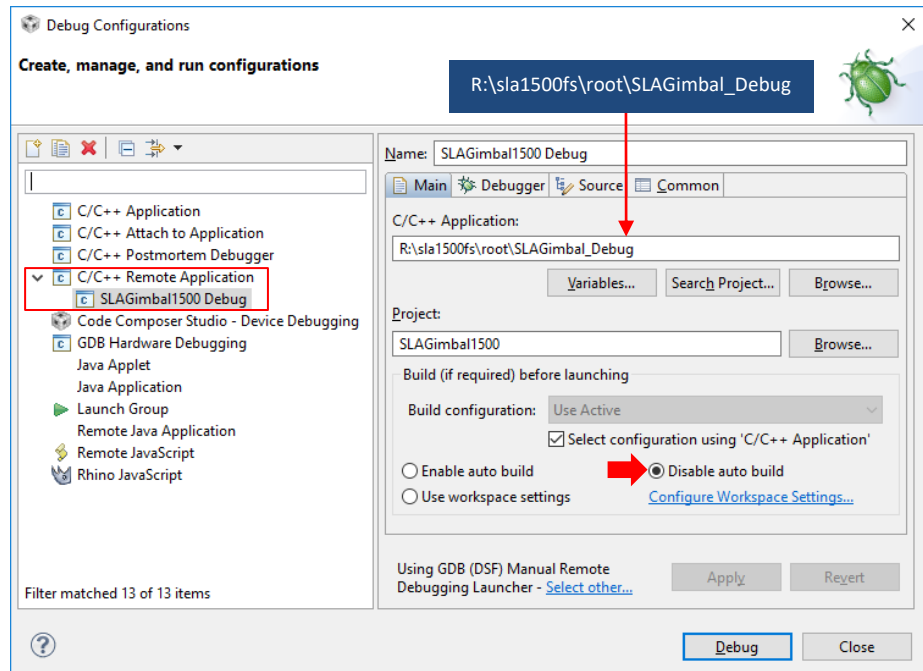 Debug Configurations
Create, manage, and run configurations
R:\sla1500fs\root\SLAGimbal_Debug
C/C++ Application
C/C++ Attach to Application
C/C++ Postmortem Debugger
C/C++ Remote Application
SLAGimbal1500 Debug
Code Composer Studio - Device Debugging
GDB Hardware Debugging
Java Applet
Java Application
Launch Group
Remote Java Application
Remote JavaScript
Rhino JavaScript
Filter matched 13 of 13 items
Name: SLAGimbal1500 Debug
Main Debugger Source Common
C/C++ Application:
R:\sla1500fs\root\SLAGimbal_Debug
Variables... Search Project... Browse...
Project:
SLAGimbal1500 Browse...
Build (if required) before launching
Build configuration: Use Active
Select configuration using 'C/C++ Application'
Enable auto build Disable auto build
Use workspace settings Configure Workspace Settings...
Using GDB (DSF) Manual Remote
Debugging Launcher - Select other...
Apply Revert
Debug Close